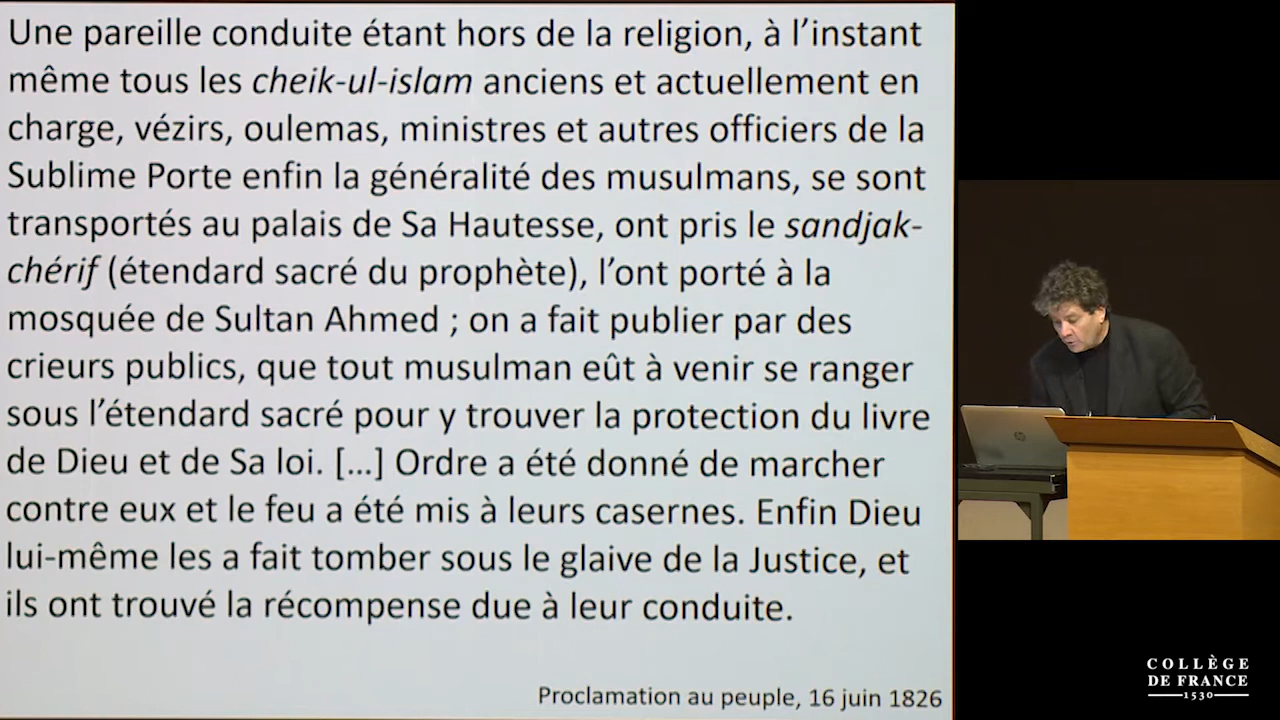 Une pareille conduite étant hors de la religion, à l’instant
même tous les cheik-ul-islam anciens et actuellement en
charge, vézirs, oulemas, ministres et autres officiers de la
Sublime Porte enfin la généralité des musulmans, se sont
transportés au palais de Sa Hautesse, ont pris le sandjak-
chérif (étendard sacré du prophète), l’ont porté à la
mosquée de Sultan Ahmed ; on a fait publier par des
crieurs publics, que tout musulman eût à venir se ranger
sous l’étendard sacré pour y trouver la protection du livre
de Dieu et de Sa loi. […] Ordre a été donné de marcher
contre eux et le feu a été mis à leurs casernes. Enfin Dieu
lui-même les a fait tomber sous le glaive de la Justice, et
ils ont trouvé la récompense due à leur conduite.
Proclamation au peuple, 16 juin 1826
hp
COLLÈGE
DE FRANCE
1530